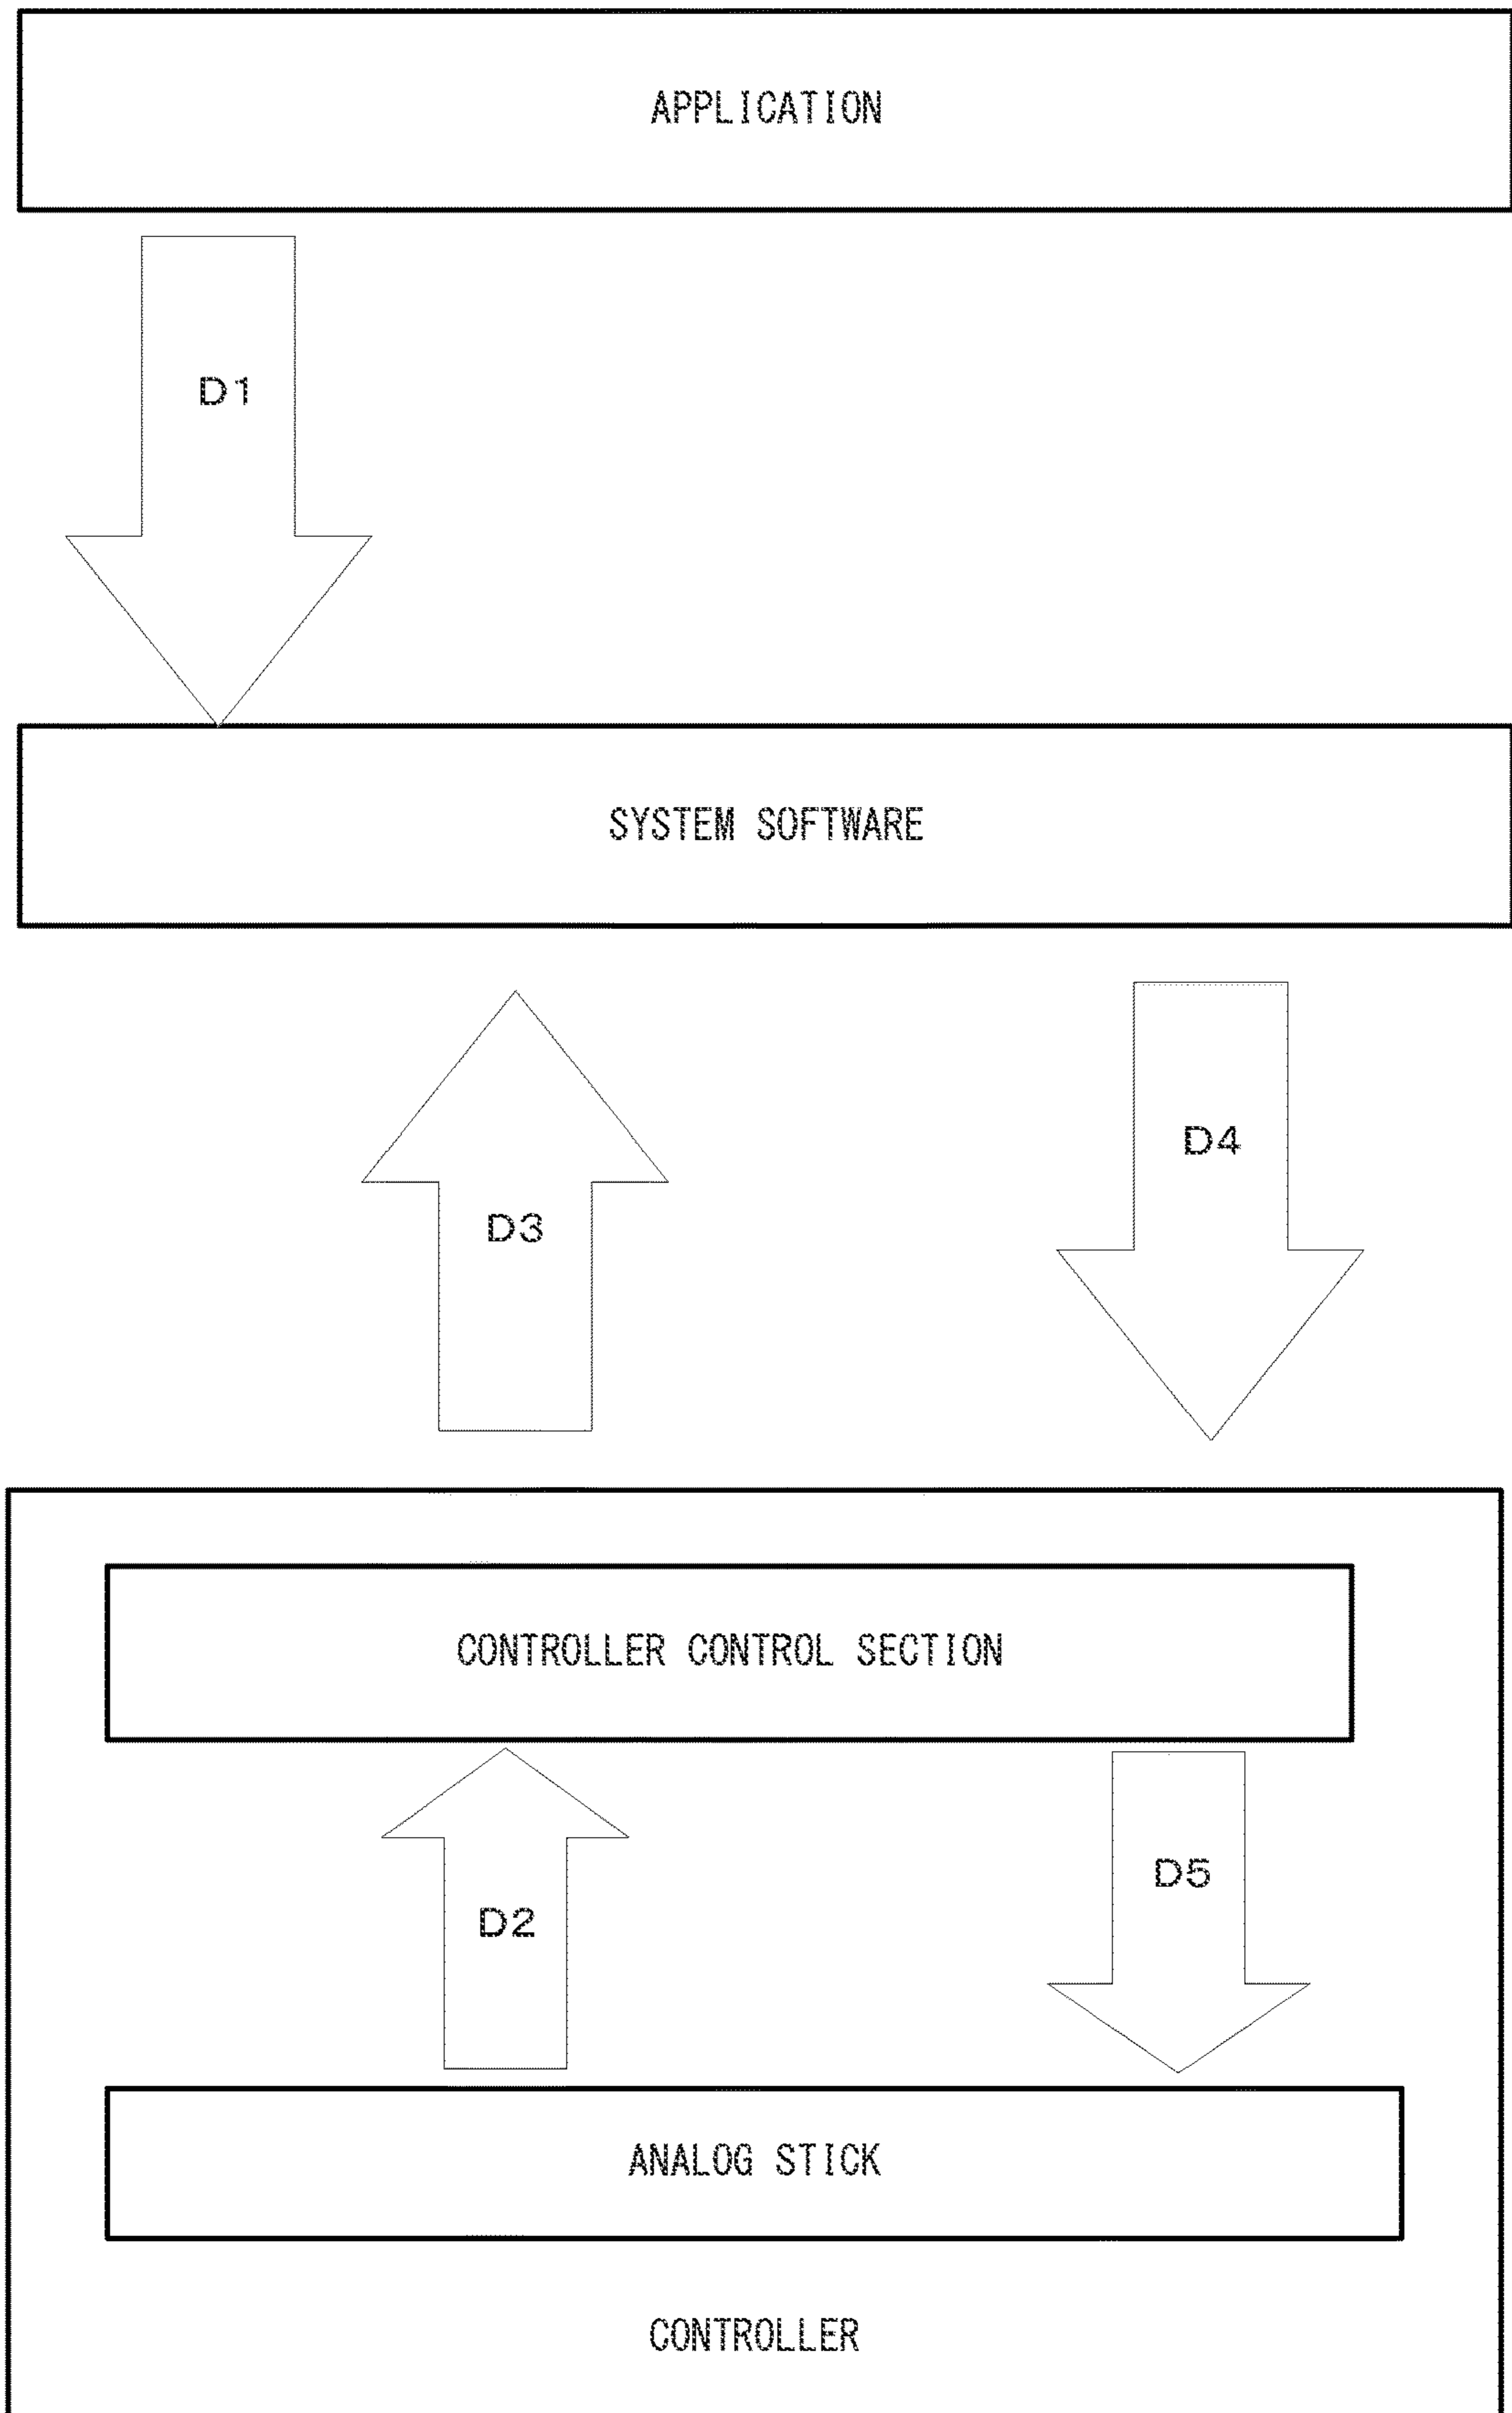 APPLICATION
D1
SYSTEM SOFTWARE
D4
D3
CONTROLLER CONTROL SECTION
D5
D2
ANALOG STICK
CONTROLLER